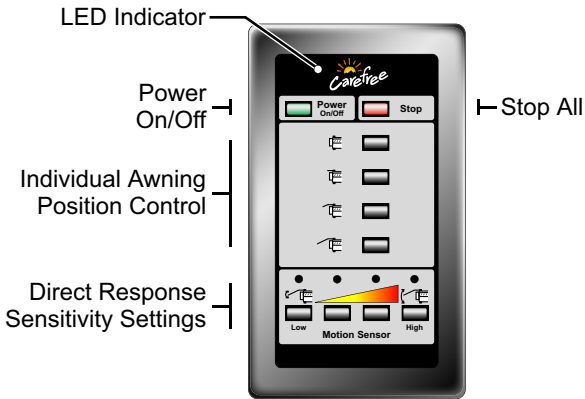 LED Indicator
Carefree
Power
On/Off
Power
On/Off
Stop
Stop All
Individual Awning
Position Control
Direct Response
Sensitivity Settings
Low
High
Motion Sensor